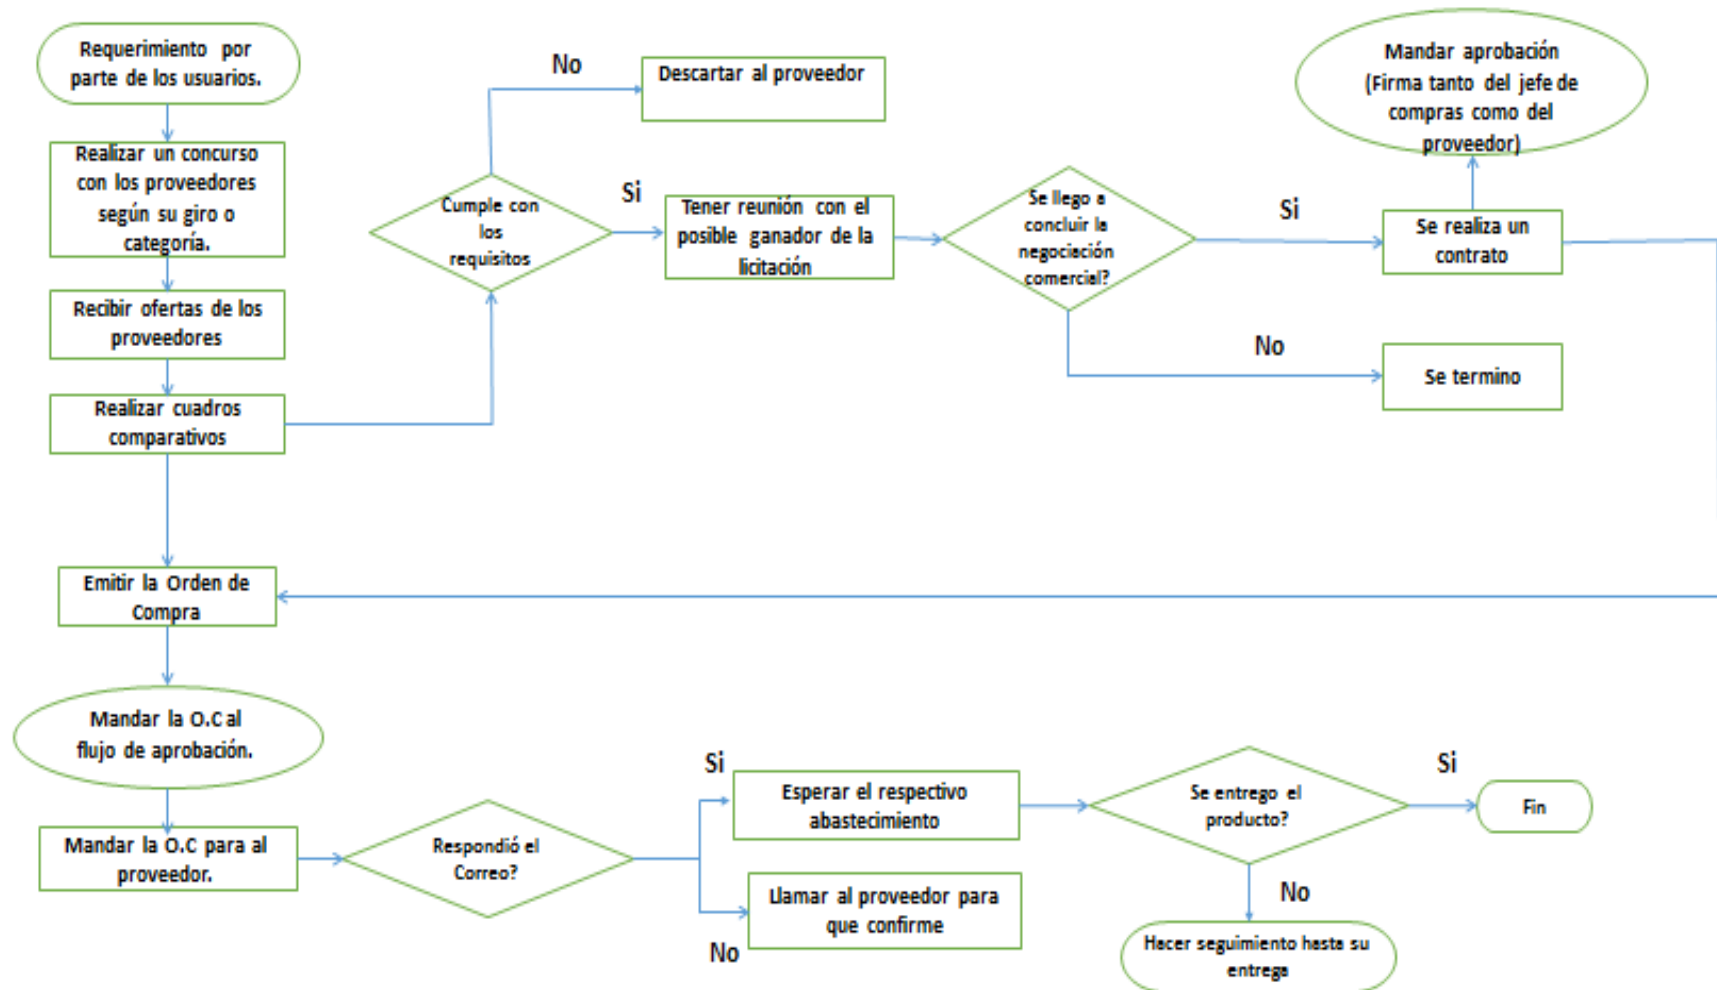 Requerimiento por
parte de los usuarios.
Realizar un concurso
con los proveedores
según su giro o
categoría.
Recibir ofertas de los
proveedores
Realizar cuadros
comparativos
No
Descartar al proveedor
Cumple con
los
requisitos
Si
Tener reunión con el
posible ganador de la
licitación
Se llego a
concluir la
negociación
comercial?
Si
Se realiza un
contrato
Mandar aprobación
(Firma tanto del jefe de
compras como del
proveedor)
No
Se termino
Emitir la Orden de
Compra
Mandar la O.C al
flujo de aprobación.
Mandar la O.C para al
proveedor.
Respondió el
Correo?
Si
Esperar el respectivo
abastecimiento
No
Llamar al proveedor para
que confirme
Se entrego el
producto?
Si
Fin
No
Hacer seguimiento hasta su
entrega